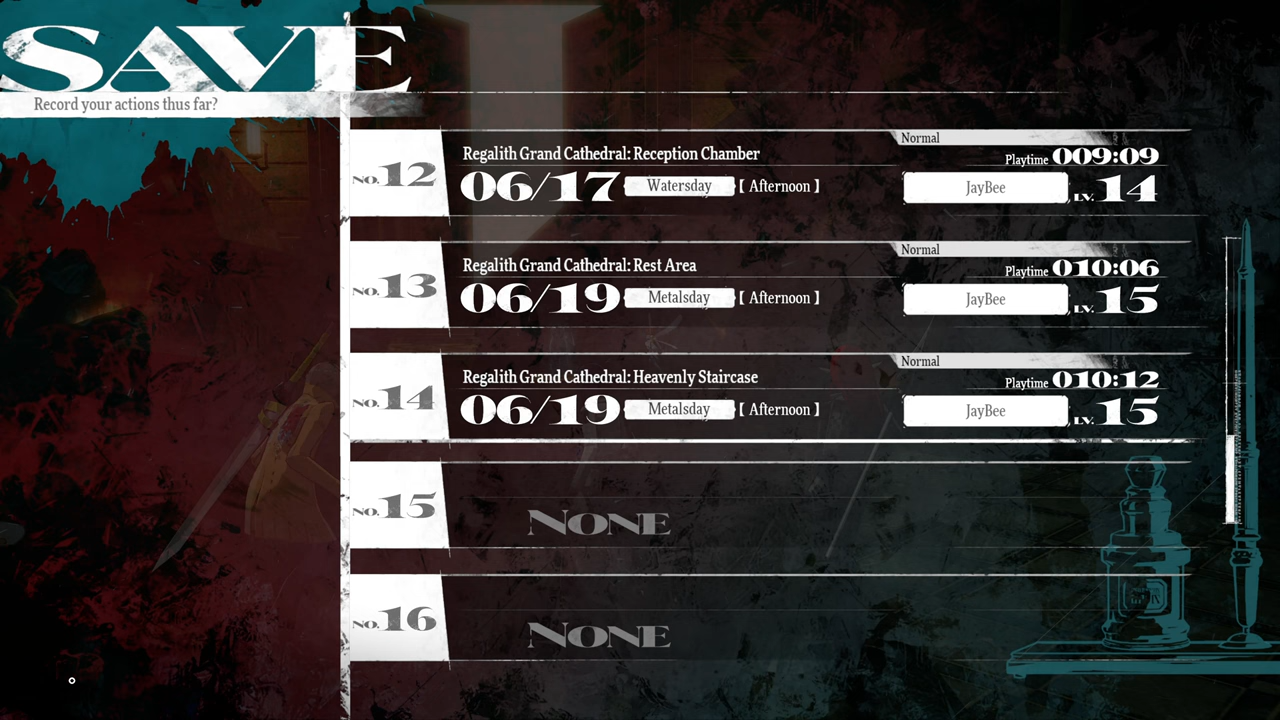 SAVE
Record your actions thus far?
No.12
Regalith Grand Cathedral: Reception Chamber
06/17 Watersday [ Afternoon ]
Normal
Playtime 009:09
JayBee Lv. 14
No.13
Regalith Grand Cathedral: Rest Area
06/19 Metalsday [ Afternoon ]
Normal
Playtime 010:06
JayBee Lv. 15
No.14
Regalith Grand Cathedral: Heavenly Staircase
06/19 Metalsday [ Afternoon ]
Normal
Playtime 010:12
JayBee Lv. 15
No.15
None
No.16
None